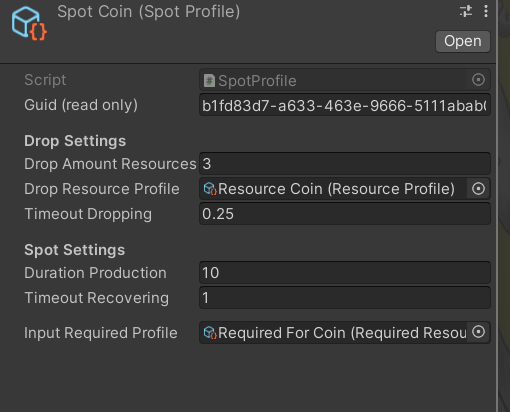 Spot Coin (Spot Profile)
Open
Script SpotProfile
Guid (read only) b1fd83d7-a633-463e-9666-5111abab
Drop Settings
Drop Amount Resources 3
Drop Resource Profile Resource Coin (Resource Profile)
Timeout Dropping 0.25
Spot Settings
Duration Production 10
Timeout Recovering 1
Input Required Profile Required For Coin (Required Resou